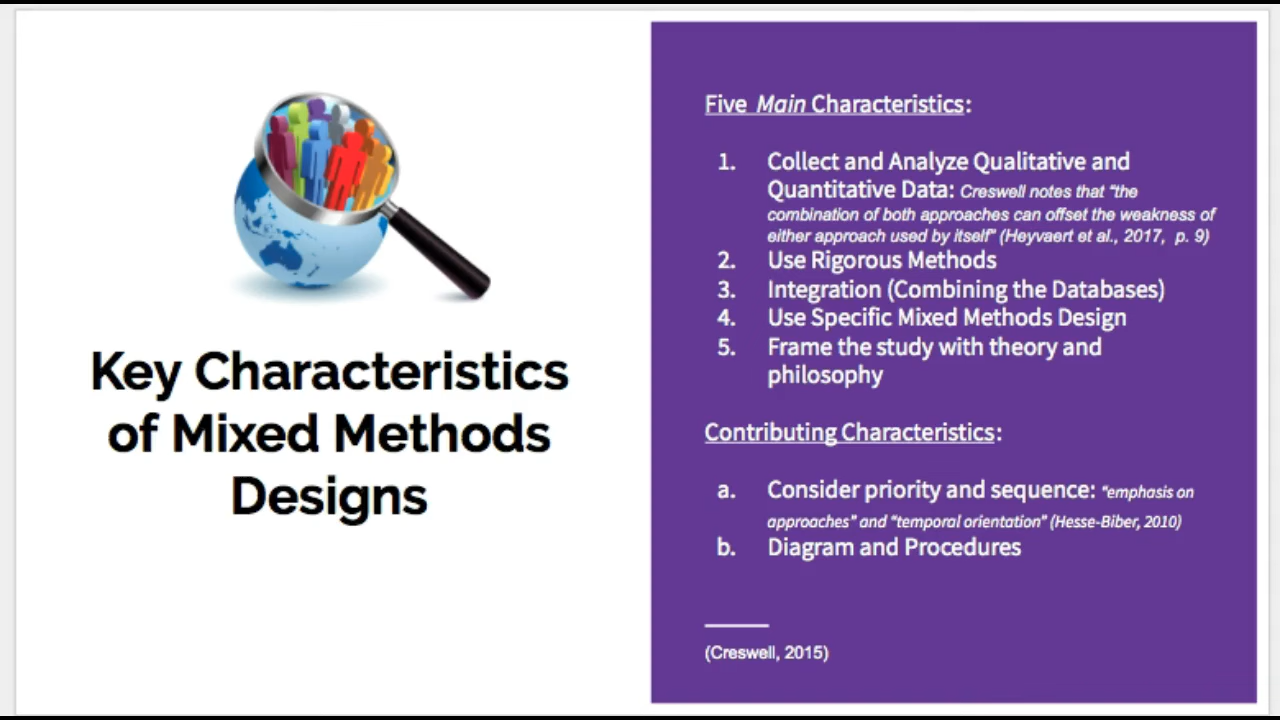 Key Characteristics
of Mixed Methods
Designs
Five Main Characteristics:
1. Collect and Analyze Qualitative and
Quantitative Data: Creswell notes that "the
combination of both approaches can offset the weakness of
either approach used by itself" (Heyvaert et al., 2017, p. 9)
2. Use Rigorous Methods
3. Integration (Combining the Databases)
4. Use Specific Mixed Methods Design
5. Frame the study with theory and
philosophy
Contributing Characteristics:
a. Consider priority and sequence: "emphasis on
approaches" and "temporal orientation" (Hesse-Biber, 2010)
b. Diagram and Procedures
(Creswell, 2015)